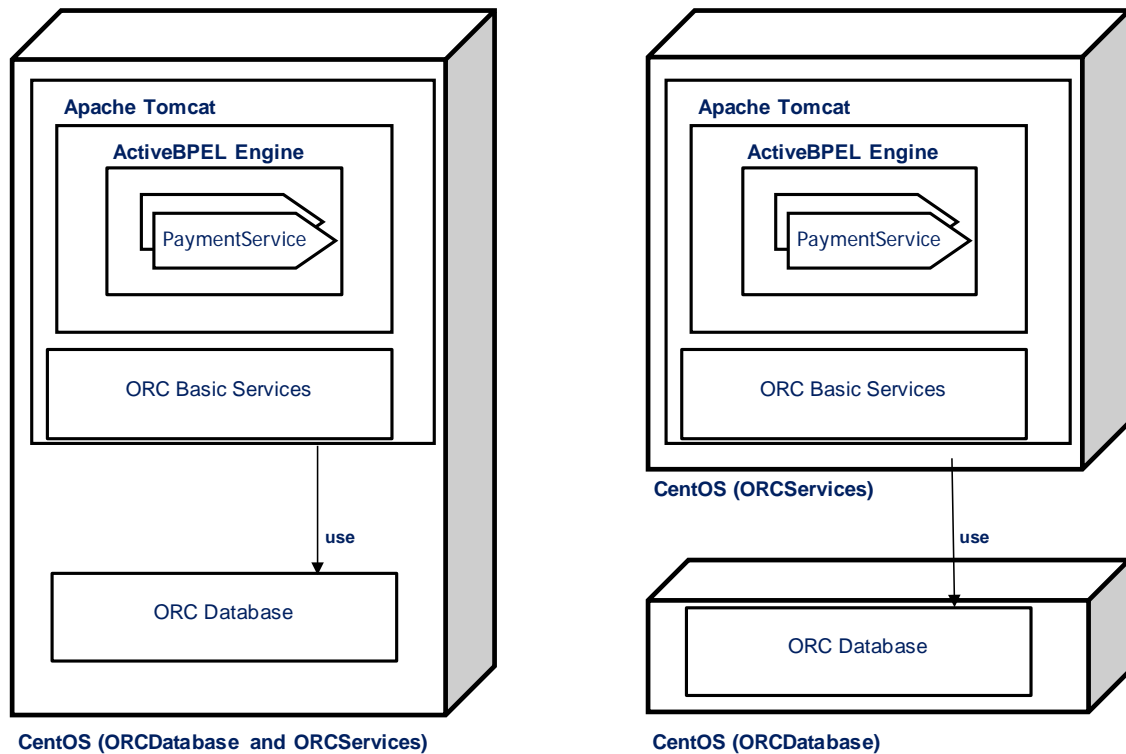 Apache Tomcat
ActiveBPEL Engine
PaymentService
ORC Basic Services
use
ORC Database
CentOS (ORCDatabase and ORCServices)
Apache Tomcat
ActiveBPEL Engine
PaymentService
ORC Basic Services
CentOS (ORCServices)
use
ORC Database
CentOS (ORCDatabase)